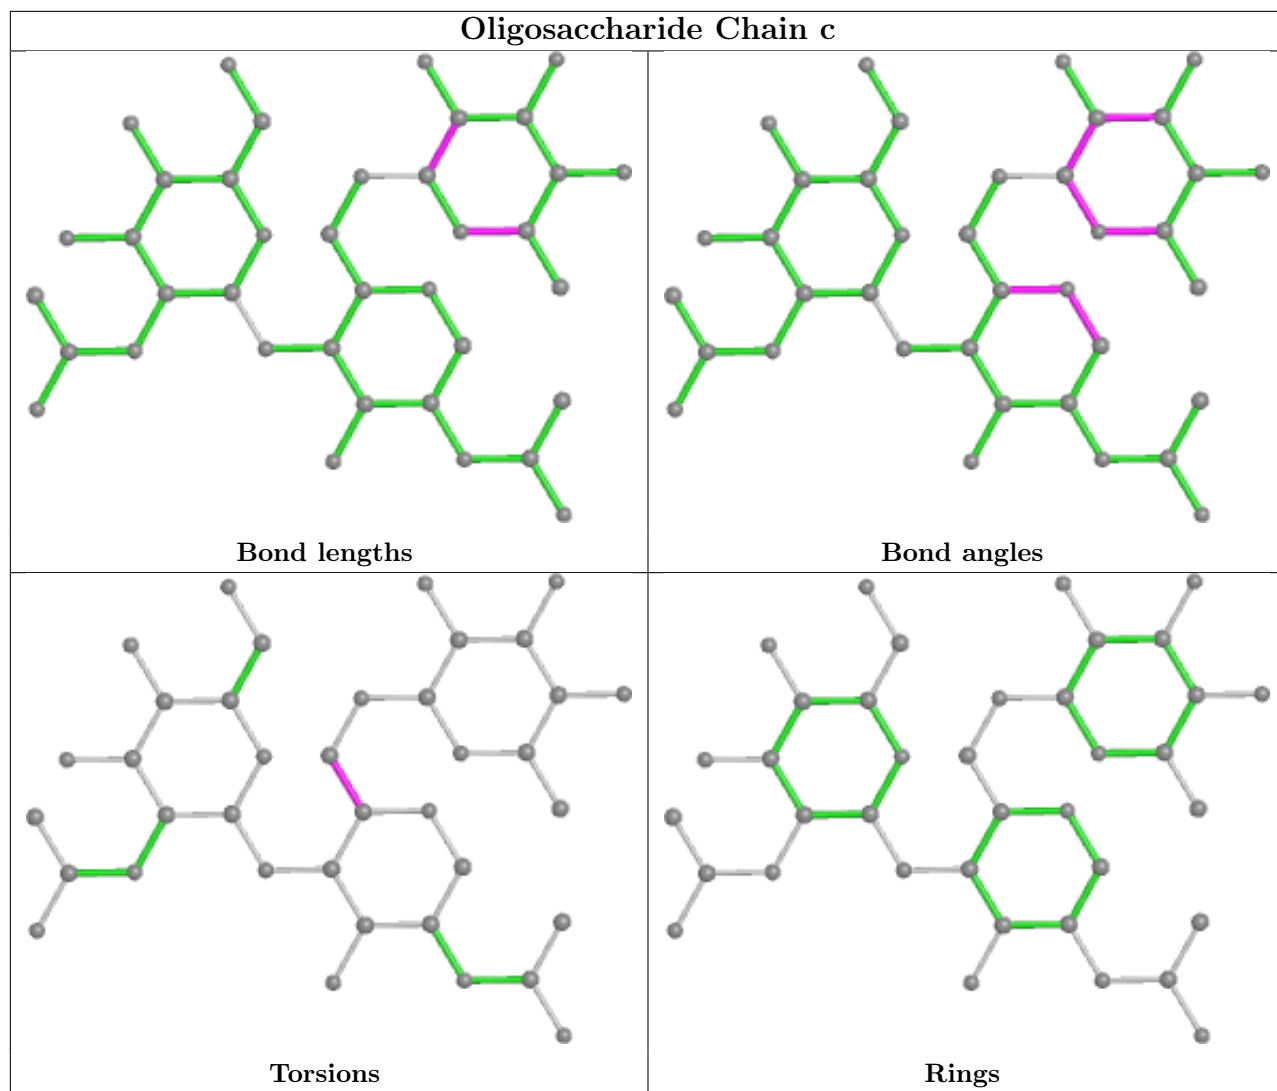 Oligosaccharide Chain c
Bond lengths
Bond angles
Torsions
Rings